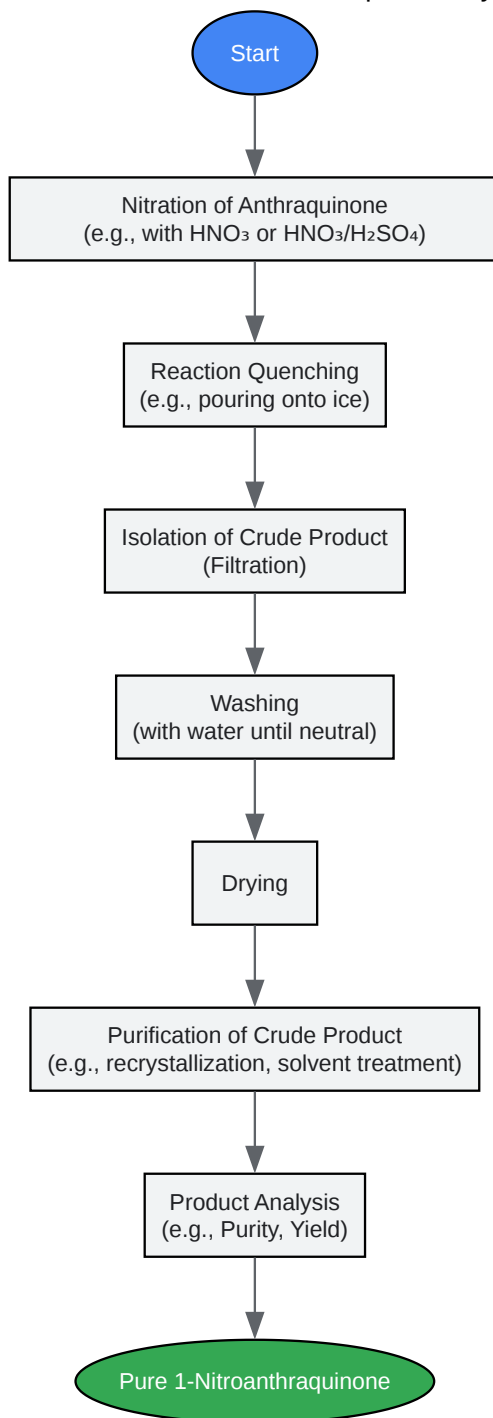 Start
Nitration of Anthraquinone
(e.g., with HNO₃ or HNO₃/H₂SO₄)
Reaction Quenching
(e.g., pouring onto ice)
Isolation of Crude Product
(Filtration)
Washing
(with water until neutral)
Drying
Purification of Crude Product
(e.g., recrystallization, solvent treatment)
Product Analysis
(e.g., Purity, Yield)
Pure 1-Nitroanthraquinone